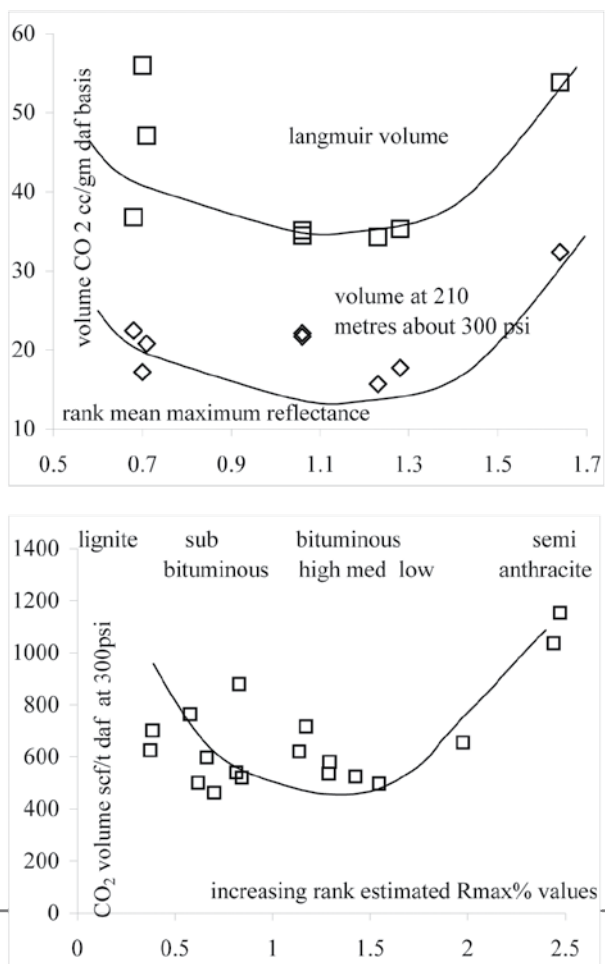 60
50
40
30
20
10
volume CO 2 cc/gm daf basis
langmuir volume
volume at 210
metres about 300 psi
rank mean maximum reflectance
0.5 0.7 0.9 1.1 1.3 1.5 1.7
lignite sub bituminous semi
bituminous high med low anthracite
1400
1200
1000
800
600
400
200
0
CO₂ volume scf/t daf at 300psi
increasing rank estimated Rmax% values
0 0.5 1 1.5 2 2.5